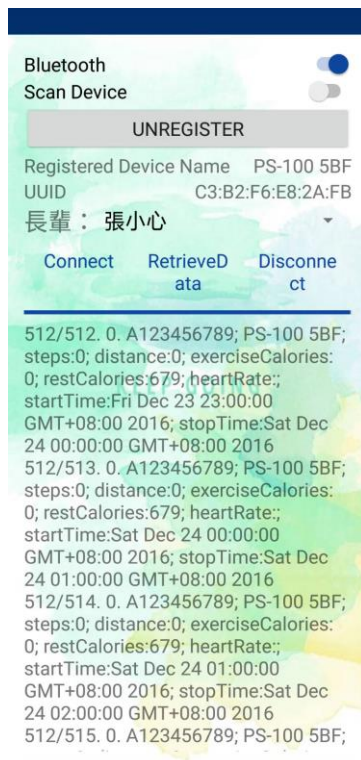 Bluetooth
Scan Device
UNREGISTER
Registered Device Name PS-100 5BF
UUID C3:B2:F6:E8:2A:FB
長輩： 張小心
Connect RetrieveD Disconne
ata ct
512/512. 0. A123456789; PS-100 5BF;
steps:0; distance:0; exerciseCalories:
0; restCalories:679; heartRate:;
startTime:Fri Dec 23 23:00:00
GMT+08:00 2016; stopTime:Sat Dec
24 00:00:00 GMT+08:00 2016
512/513. 0. A123456789; PS-100 5BF;
steps:0; distance:0; exerciseCalories:
0; restCalories:679; heartRate:;
startTime:Sat Dec 24 00:00:00
GMT+08:00 2016; stopTime:Sat Dec
24 01:00:00 GMT+08:00 2016
512/514. 0. A123456789; PS-100 5BF;
steps:0; distance:0; exerciseCalories:
0; restCalories:679; heartRate:;
startTime:Sat Dec 24 01:00:00
GMT+08:00 2016; stopTime:Sat Dec
24 02:00:00 GMT+08:00 2016
512/515. 0. A123456789; PS-100 5BF;